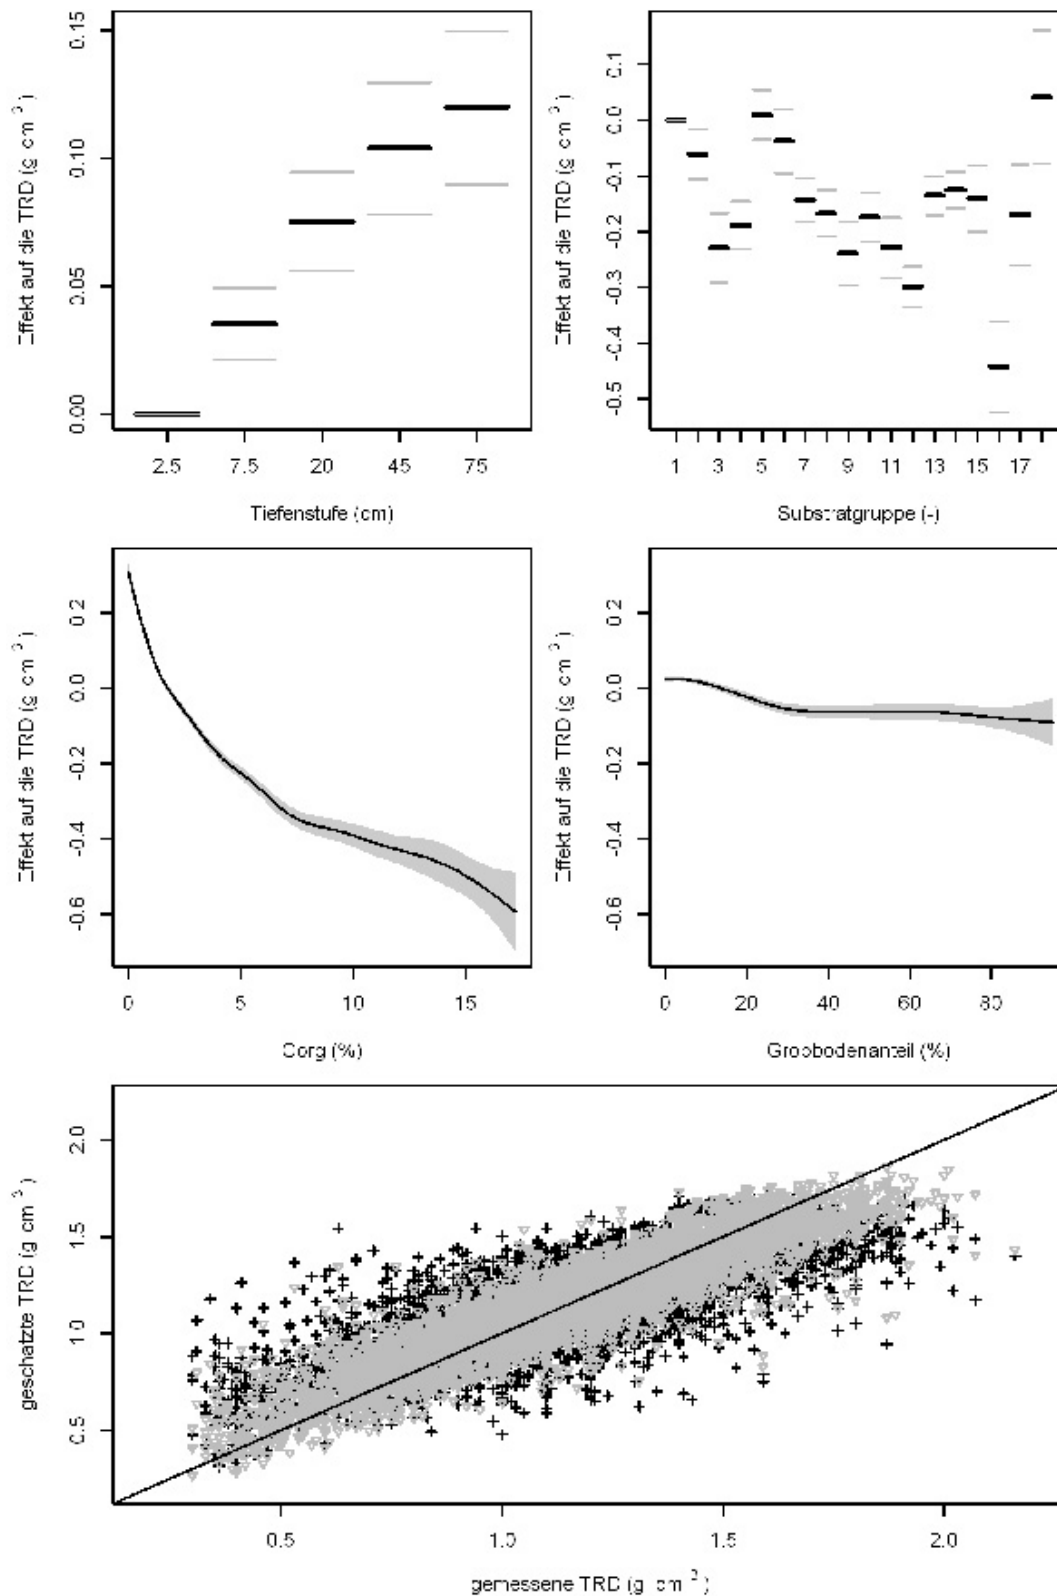 Effekt auf die TRD (g cm⁻³)
0.00 0.05 0.10 0.15
2.5 7.5 20 45 75
Tiefenstufe (cm)
Effekt auf die TRD (g cm⁻³)
-0.5 -0.4 -0.3 -0.2 -0.1 0.0 0.1
1 3 5 7 9 11 13 15 17
Substratgruppe (-)
Effekt auf die TRD (g cm⁻³)
-0.6 -0.4 -0.2 0.0 0.2
0 5 10 15
Corg (%)
Effekt auf die TRD (g cm⁻³)
-0.6 -0.4 -0.2 0.0 0.2
0 20 40 60 80
Grobbodenanteil (%)
geschätzte TRD (g cm⁻³)
0.5 1.0 1.5 2.0
0.5 1.0 1.5 2.0
gemessene TRD (g cm⁻³)